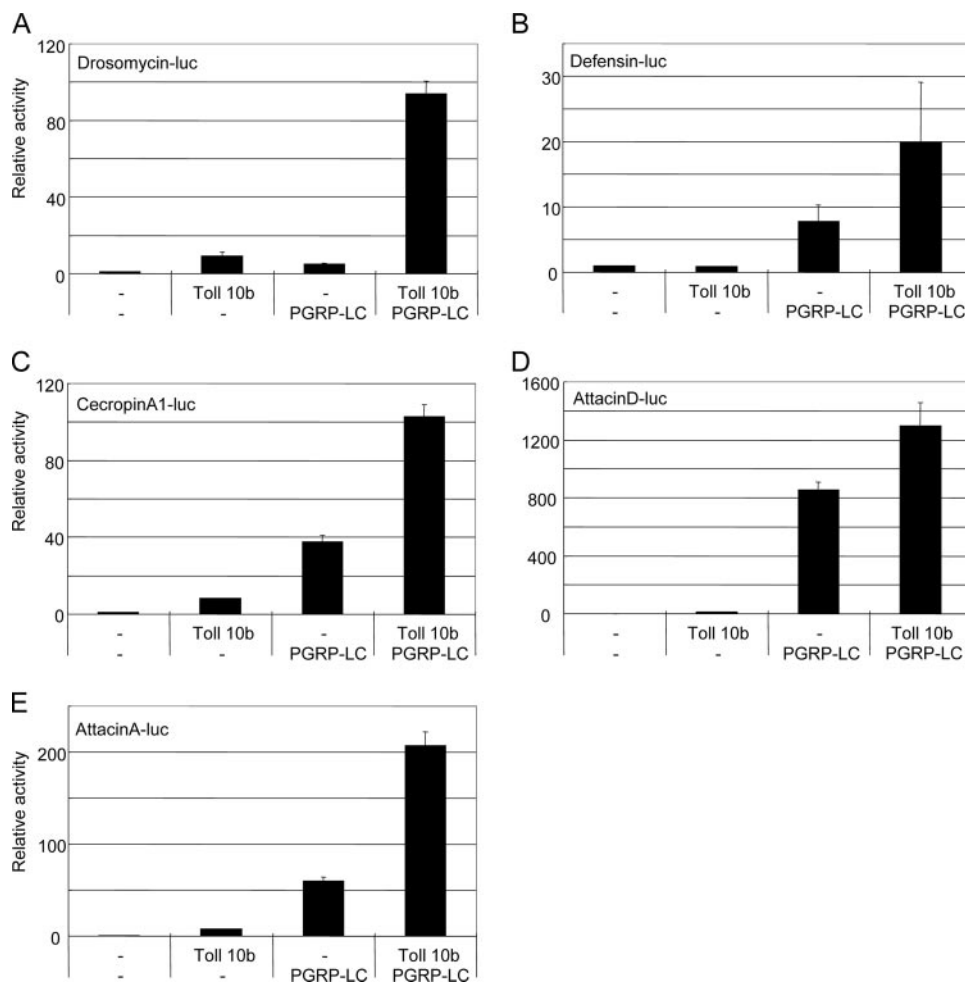 A
Drosomycin-luc
Relative activity
120
80
40
0
- Toll 10b - Toll 10b
- - PGRP-LC PGRP-LC
B
Defensin-luc
30
20
10
0
- Toll 10b - Toll 10b
- - PGRP-LC PGRP-LC
C
CecropinA1-luc
Relative activity
120
80
40
0
- Toll 10b - Toll 10b
- - PGRP-LC PGRP-LC
D
AttacinD-luc
1600
1200
800
400
0
- Toll 10b - Toll 10b
- - PGRP-LC PGRP-LC
E
AttacinA-luc
Relative activity
200
100
0
- Toll 10b - Toll 10b
- - PGRP-LC PGRP-LC